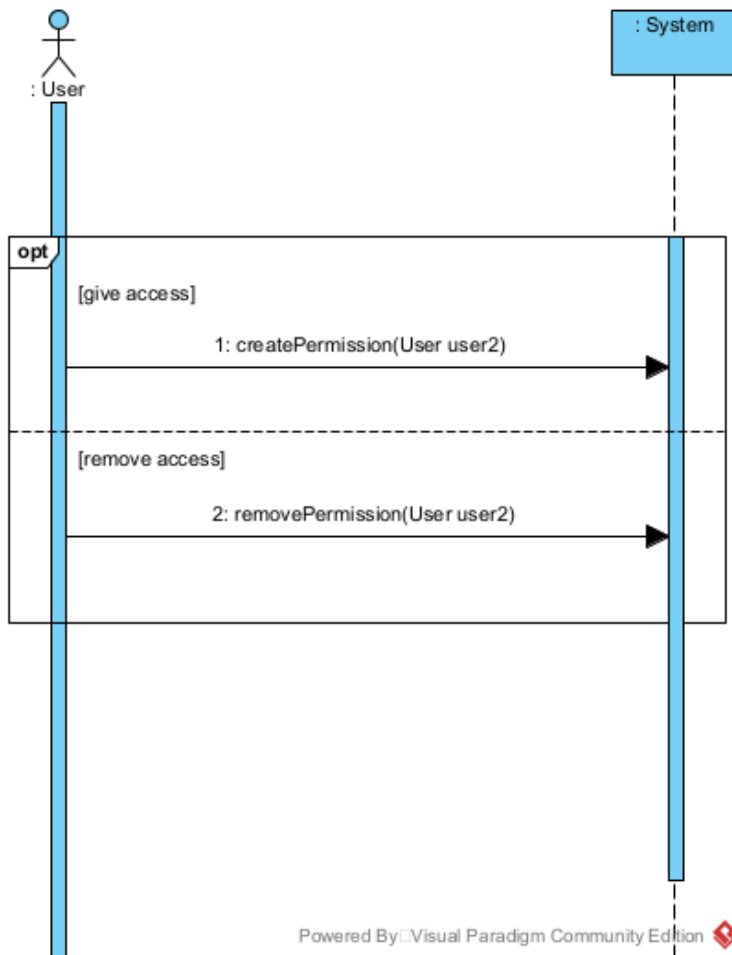 : User
: System
opt
[give access]
1: createPermission(User user2)
[remove access]
2: removePermission(User user2)
Powered By□Visual Paradigm Community Edition